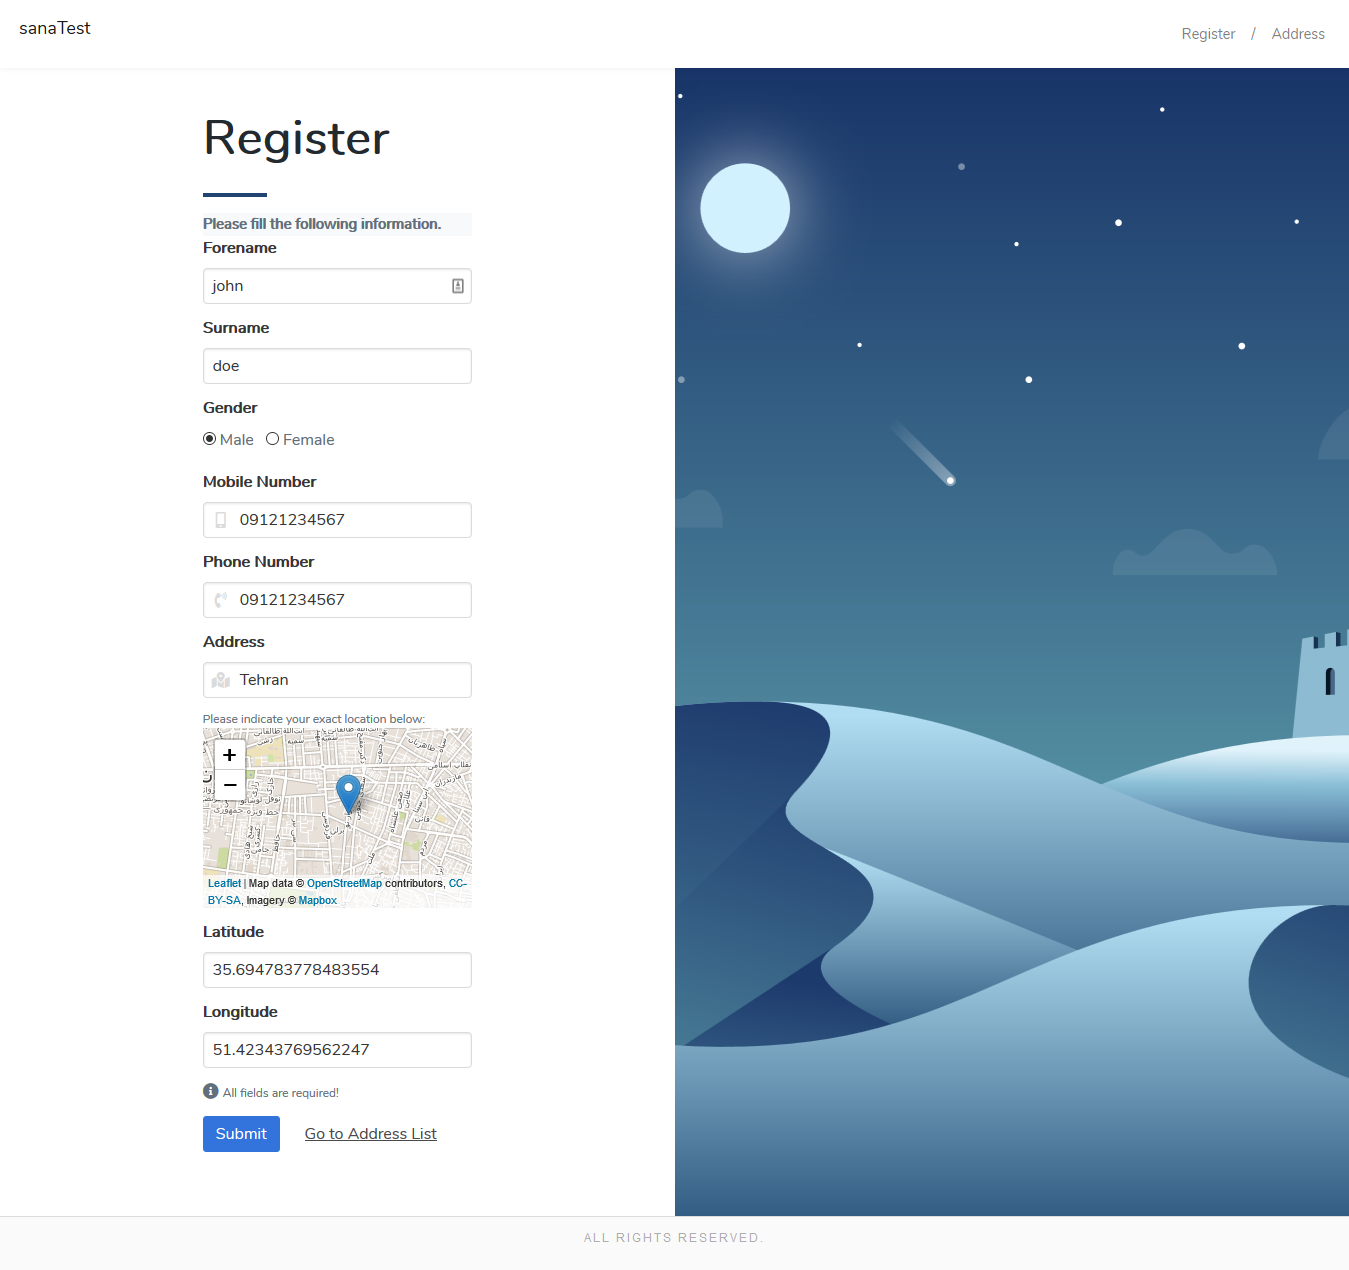 sanaTest
Register / Address
Register
Please fill the following information.
Forename
john
Surname
doe
Gender
Male Female
Mobile Number
09121234567
Phone Number
09121234567
Address
Tehran
Please indicate your exact location below:
+
−
انقلاب اسلامی
مازندران
Leaflet | Map data © OpenStreetMap contributors, CC-
BY-SA, Imagery © Mapbox
Latitude
35.694783778483554
Longitude
51.42343769562247
All fields are required!
Submit Go to Address List
ALL RIGHTS RESERVED.